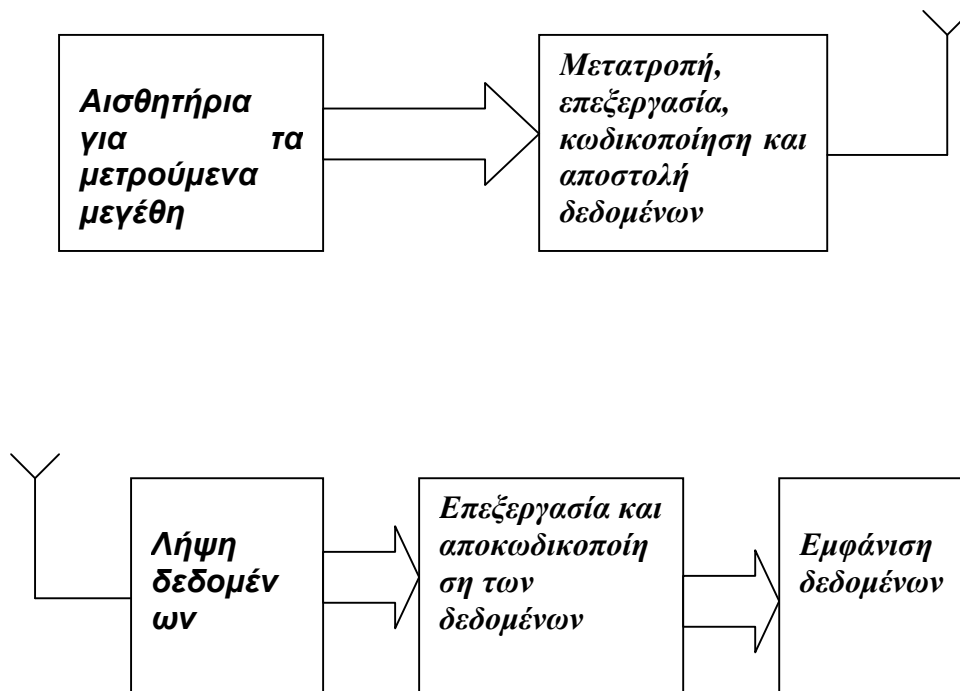 Αισθητήρια
για τα
μετρούμενα
μεγέθη
Μετατροπή,
επεξεργασία,
κωδικοποίηση και
αποστολή
δεδομένων
Λήψη
δεδομέν
ων
Επεξεργασία και
αποκωδικοποίη
ση των
δεδομένων
Εμφάνιση
δεδομένων